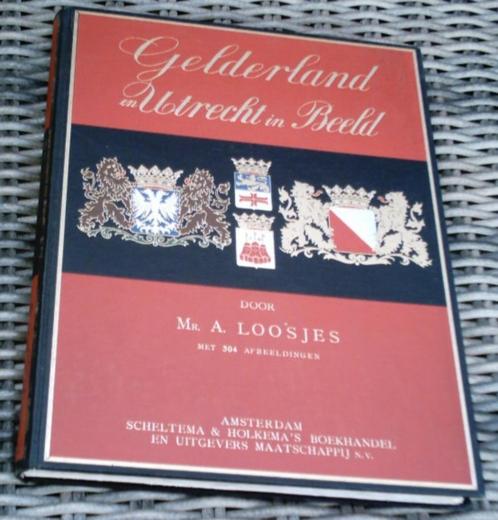 Gelderland
en Utrecht in Beeld
DOOR
MR. A. LOOSJES
MET 304 AFBEELDINGEN
AMSTERDAM
SCHELTEMA & HOLKEMA'S BOEKHANDEL
EN UITGEVERS MAATSCHAPPIJ N.V.